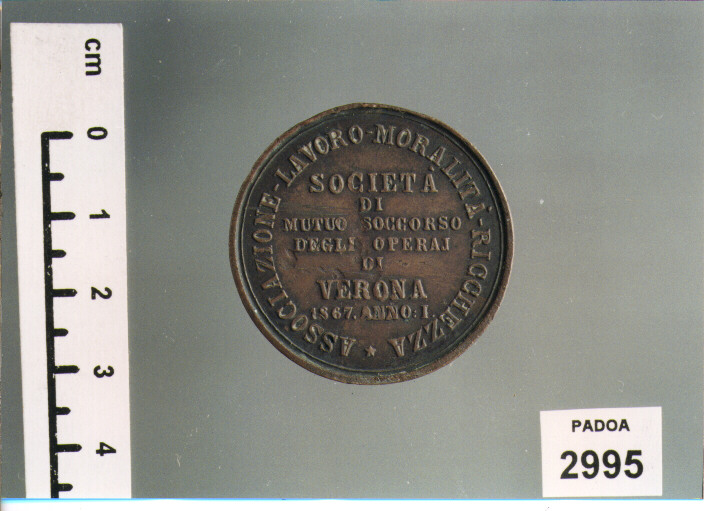 cm
0
1
2
3
4
ASSOCIAZIONE-LAVORO-MORALITÀ-RICCHEZZA
SOCIETÀ
DI
MUTUO SOCCORSO
DEGLI OPERAJ
DI
VERONA
1867. ANNO: I.
PADOA
2995